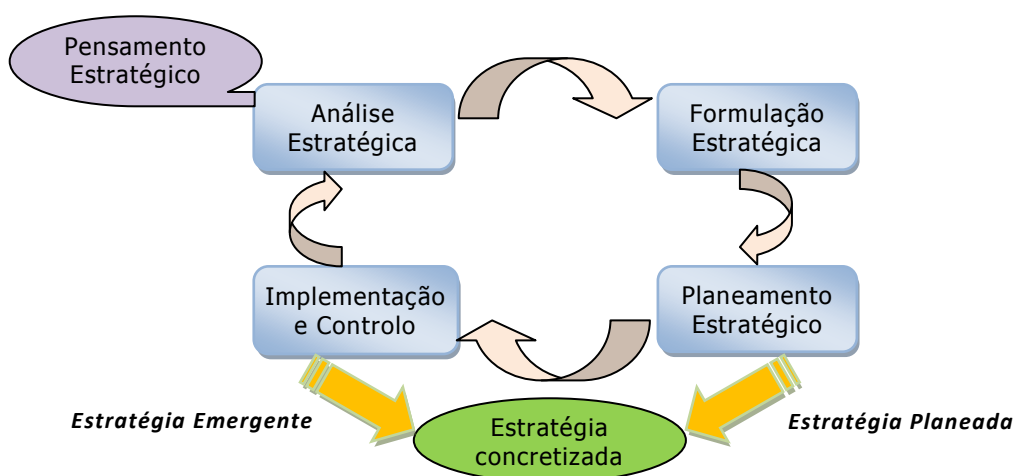 Pensamento
Estratégico
Análise
Estratégica
Formulação
Estratégica
Implementação
e Controlo
Planeamento
Estratégico
Estratégia Emergente
Estratégia
concretizada
Estratégia Planeada